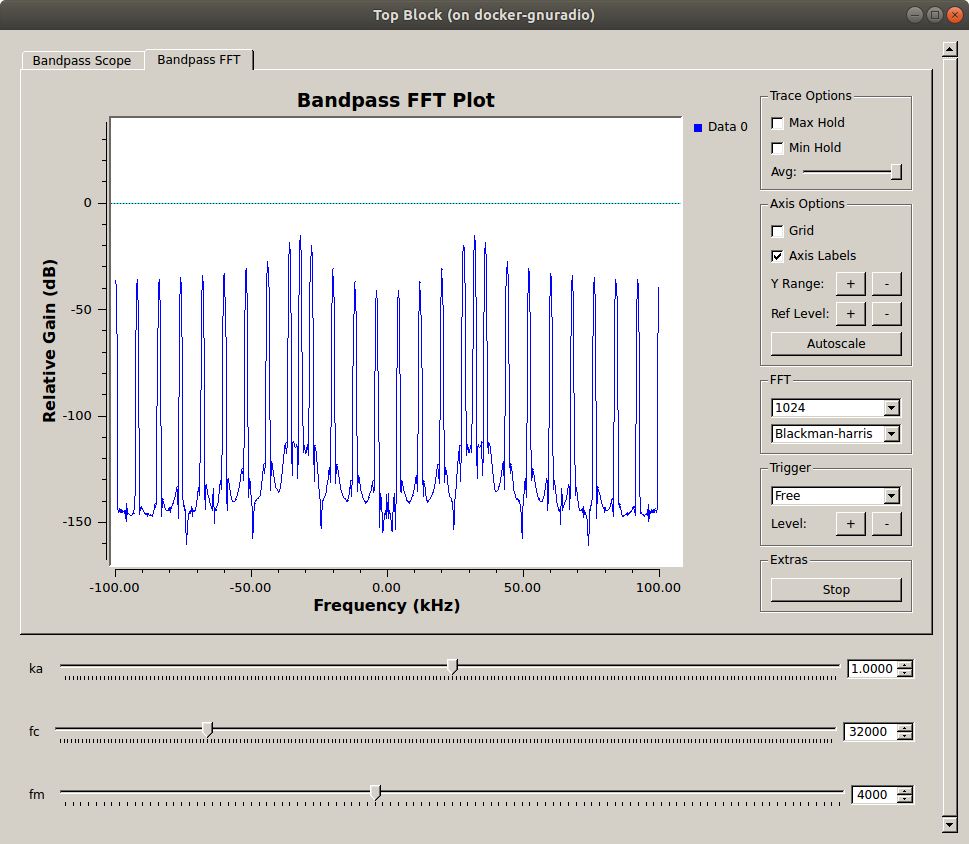 Top Block (on docker-gnuradio)
Bandpass Scope
Bandpass FFT
Bandpass FFT Plot
Data 0
0
-50
-100
-150
Relative Gain (dB)
-100.00
-50.00
0.00
50.00
100.00
Frequency (kHz)
Trace Options
Max Hold
Min Hold
Avg:
Axis Options
Grid
Axis Labels
Y Range: + -
Ref Level: + -
Autoscale
FFT
1024
Blackman-harris
Trigger
Free
Level: + -
Extras
Stop
ka 1.0000
fc 32000
fm 4000